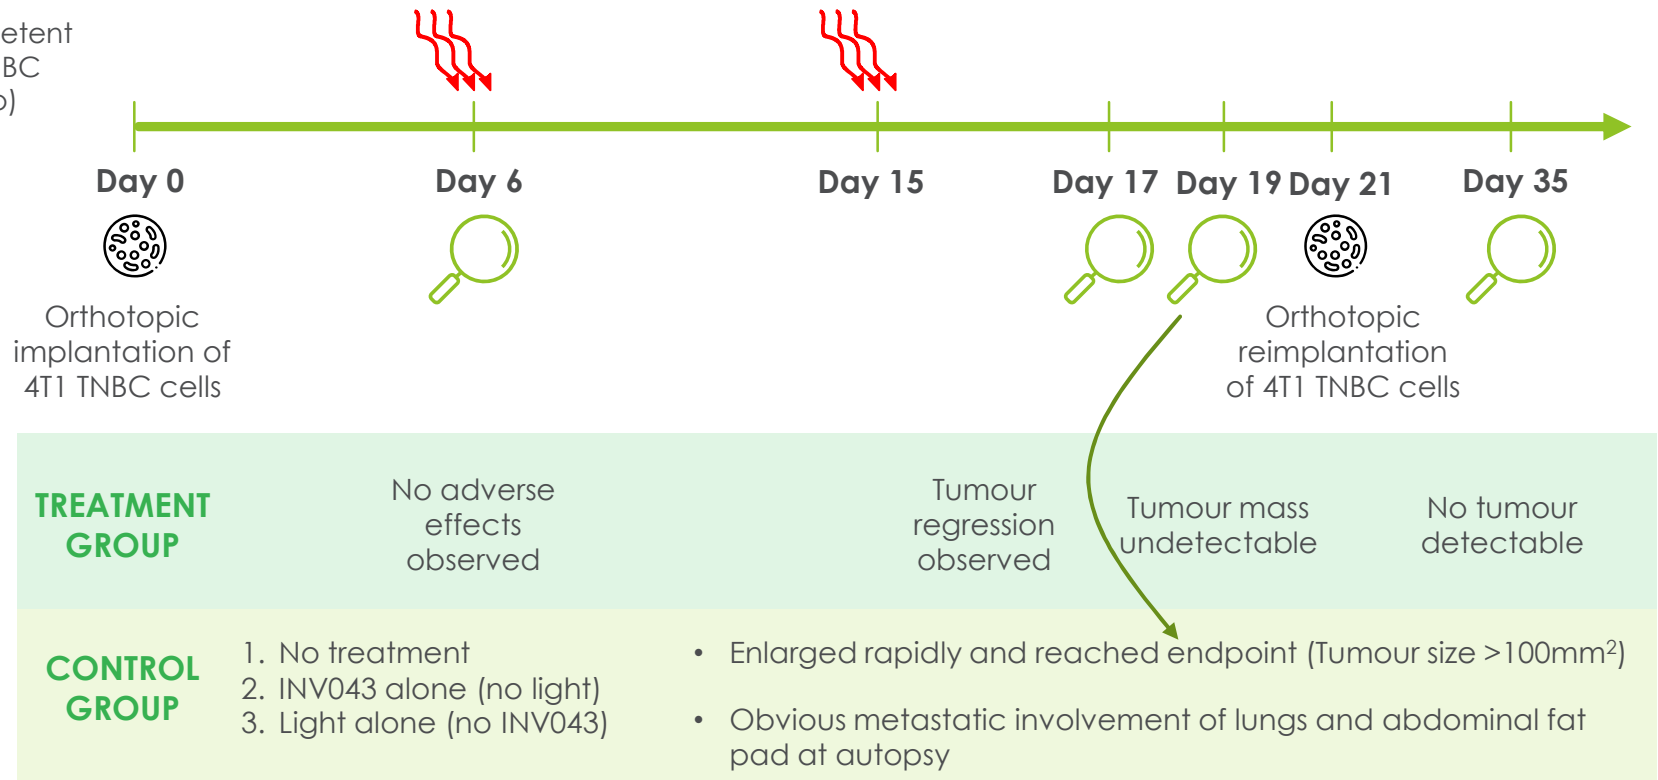 Day 0
Day 6
Day 15
Day 17
Day 19
Day 21
Day 35
Orthotopic
implantation of
4T1 TNBC cells
Orthotopic
reimplantation
of 4T1 TNBC cells
TREATMENT
GROUP
No adverse
effects
observed
Tumour
regression
observed
Tumour mass
undetectable
No tumour
detectable
CONTROL
GROUP
1. No treatment
2. INV043 alone (no light)
3. Light alone (no INV043)
• Enlarged rapidly and reached endpoint (Tumour size >100mm²)
• Obvious metastatic involvement of lungs and abdominal fat
pad at autopsy